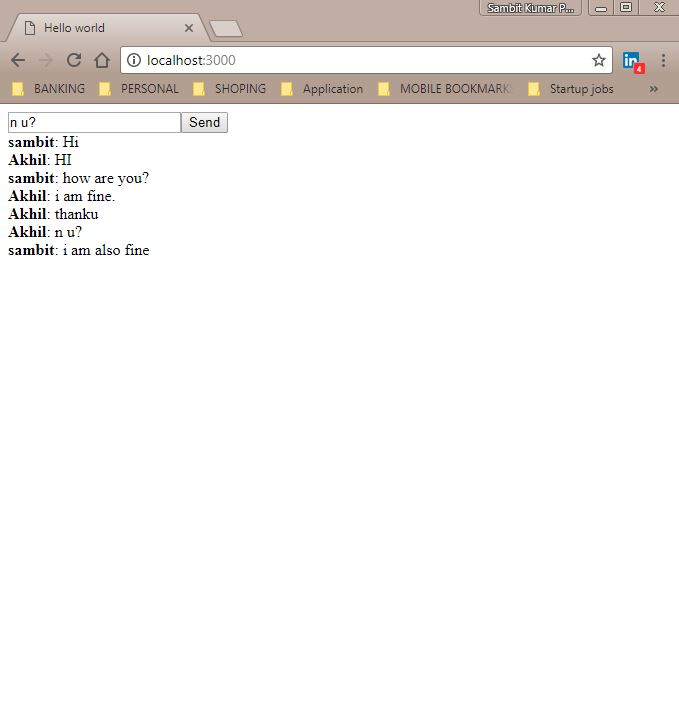 Sambit Kumar P...
Hello world
localhost:3000
4
BANKING PERSONAL SHOPING Application MOBILE BOOKMARKS Startup jobs »
n u? Send
sambit: Hi
Akhil: HI
sambit: how are you?
Akhil: i am fine.
Akhil: thanku
Akhil: n u?
sambit: i am also fine